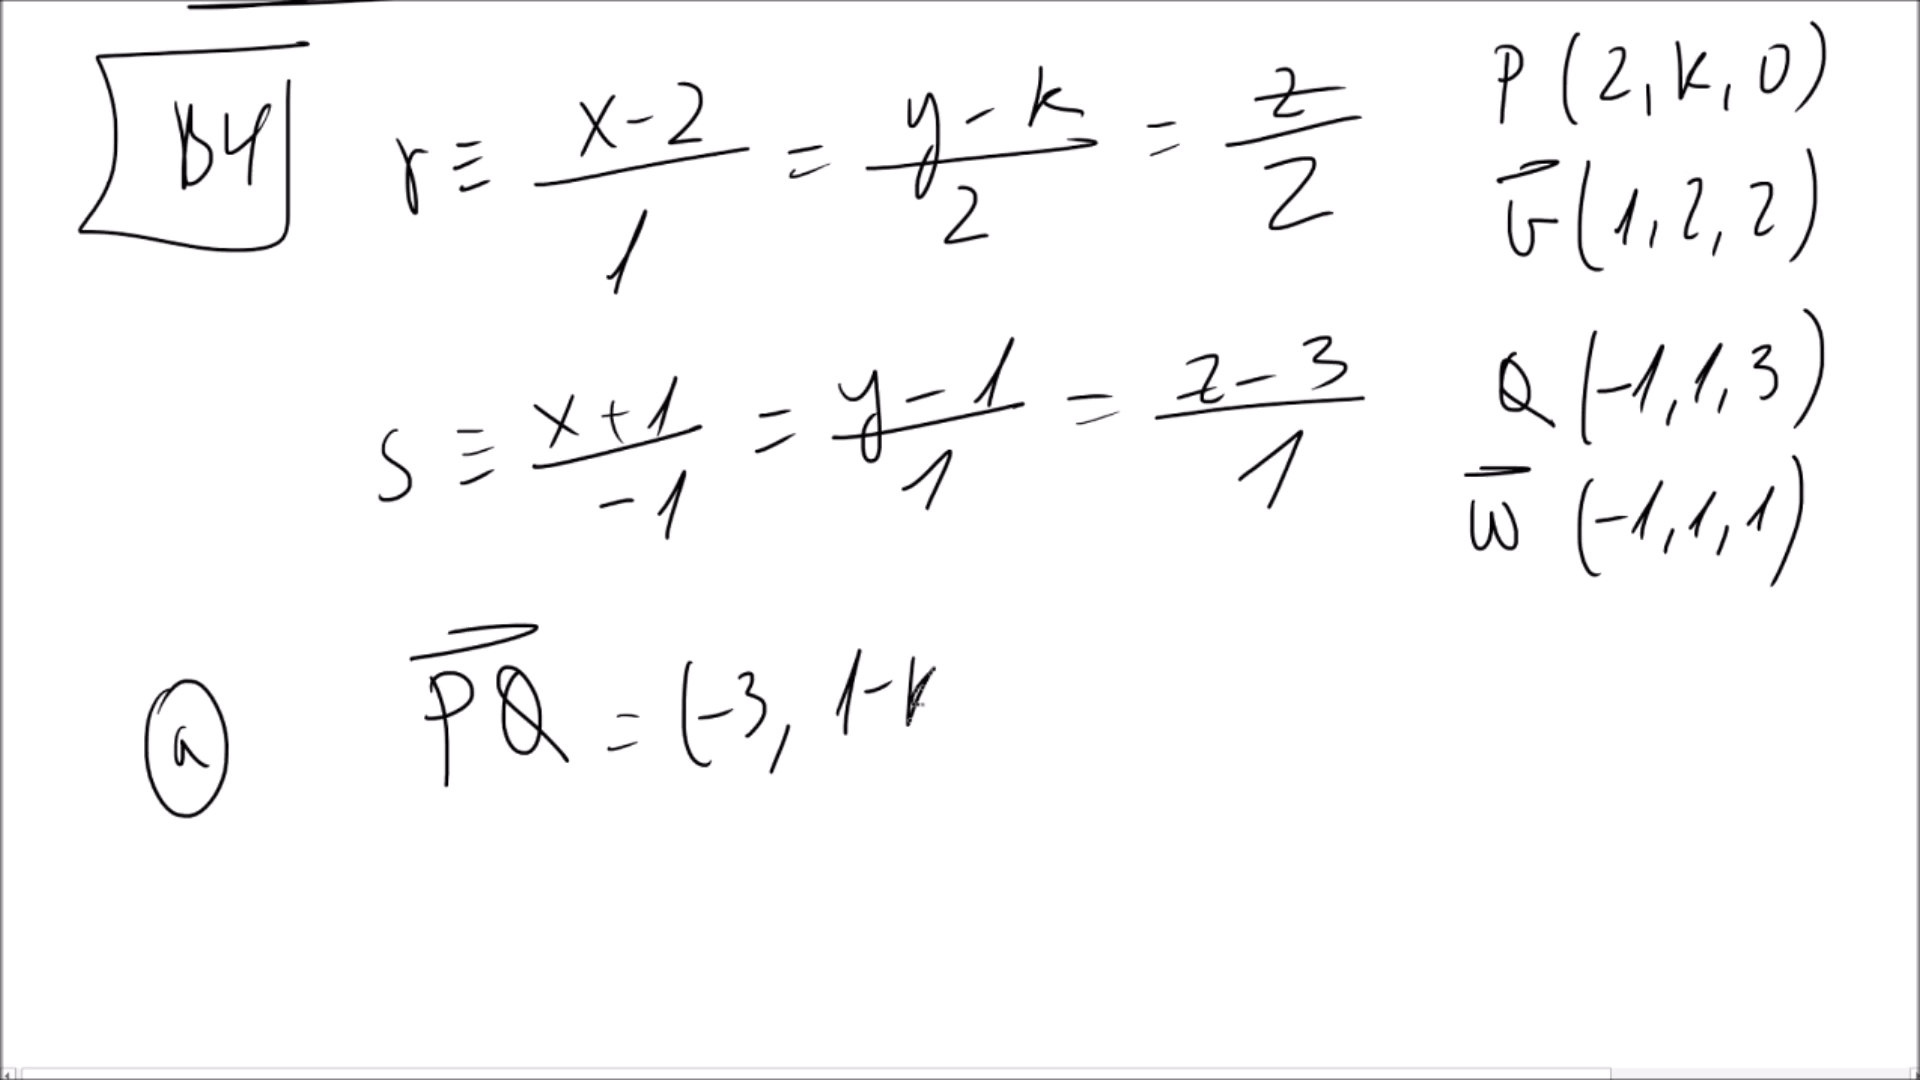 B4 r ≡ x-2/1 = y-k/2 = z/2 P(2,k,0)
v(1,2,2)
s ≡ x+1/-1 = y-1/1 = z-3/1 Q(-1,1,3)
w(-1,1,1)
a PQ = (-3, 1-k